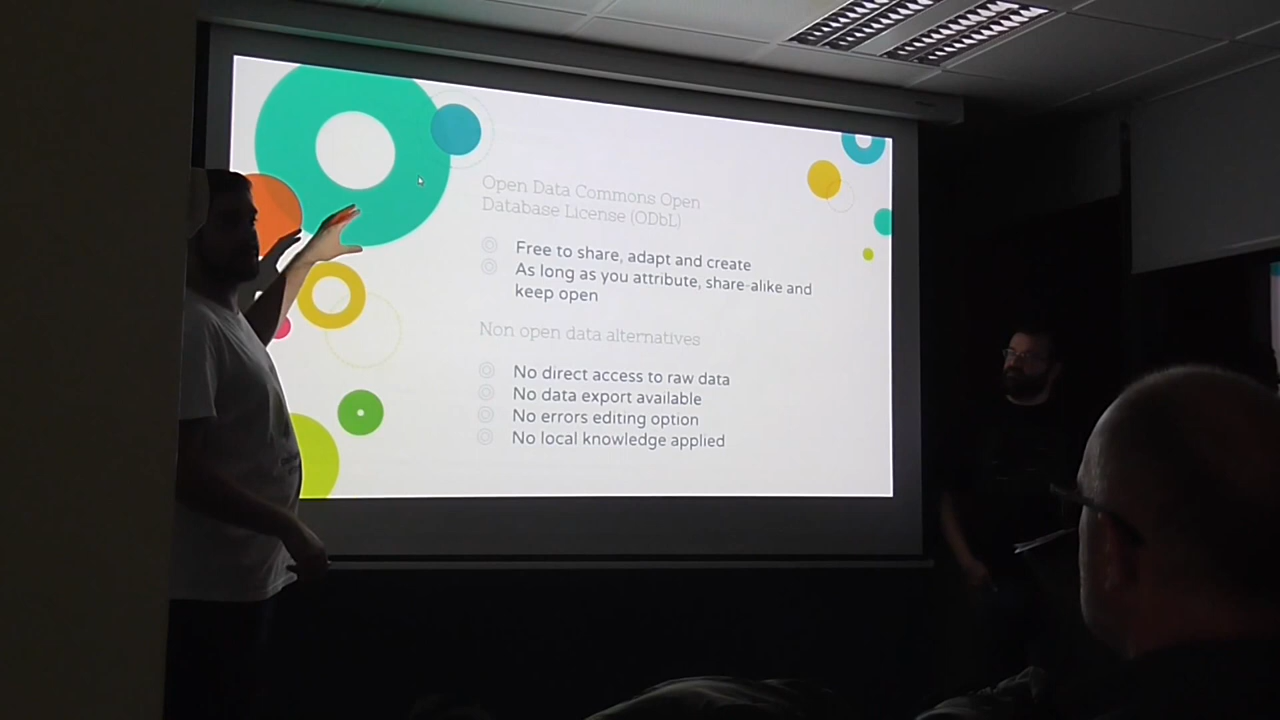 Open Data Commons Open
Database License (ODbL)
Free to share, adapt and create
As long as you attribute, share-alike and
keep open
Non open data alternatives
No direct access to raw data
No data export available
No errors editing option
No local knowledge applied